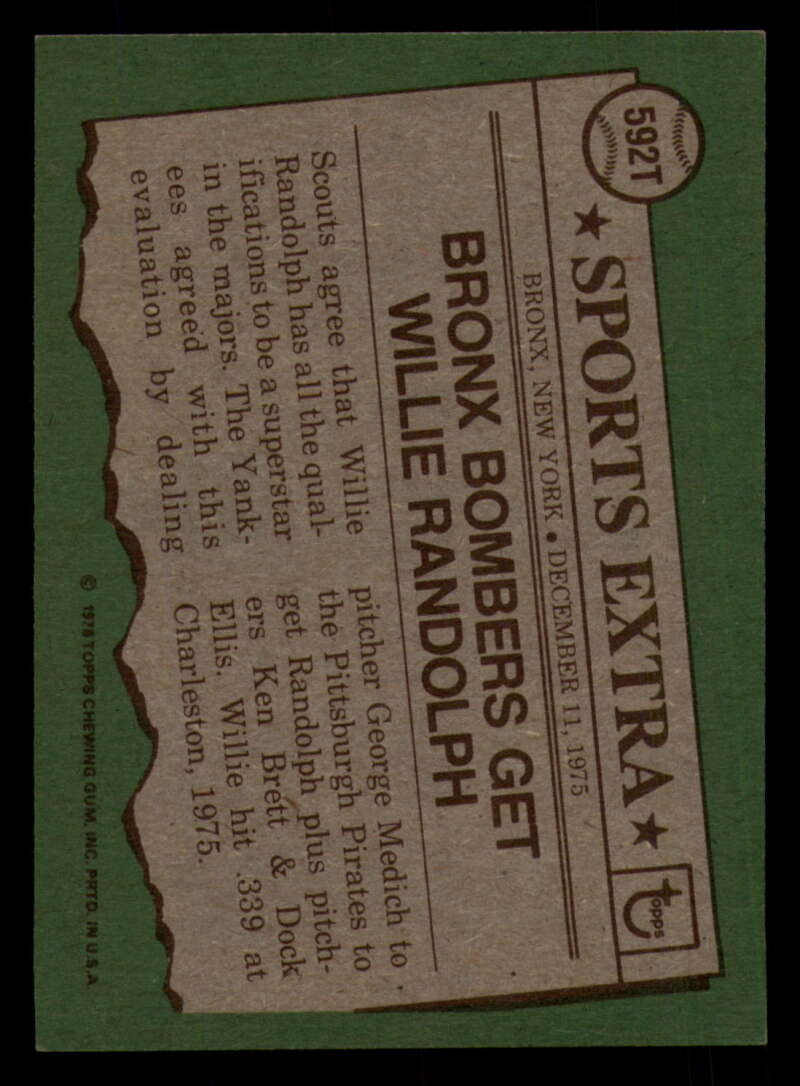 592T
★ SPORTS EXTRA ★
topps
BRONX, NEW YORK • DECEMBER 11, 1975
BRONX BOMBERS GET
WILLIE RANDOLPH
Scouts agree that Willie
Randolph has all the qual-
ifications to be a superstar
in the majors. The Yank-
ees agreed with this
evaluation by dealing
pitcher George Medich to
the Pittsburgh Pirates to
get Randolph plus pitch-
ers Ken Brett & Dock
Ellis. Willie hit .339 at
Charleston, 1975.
© 1976 TOPPS CHEWING GUM, INC. PRTD. IN U.S.A